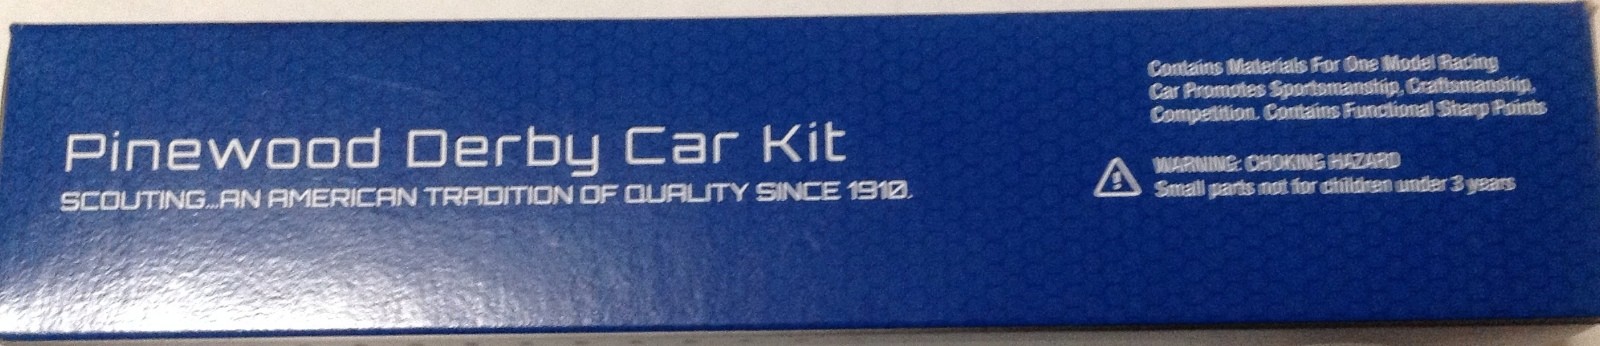 Pinewood Derby Car Kit
SCOUTING...AN AMERICAN TRADITION OF QUALITY SINCE 1910.
Contains Materials For One Model Racing
Car Promotes Sportsmanship, Craftsmanship,
Competition. Contains Functional Sharp Points
WARNING: CHOKING HAZARD
Small parts not for children under 3 years